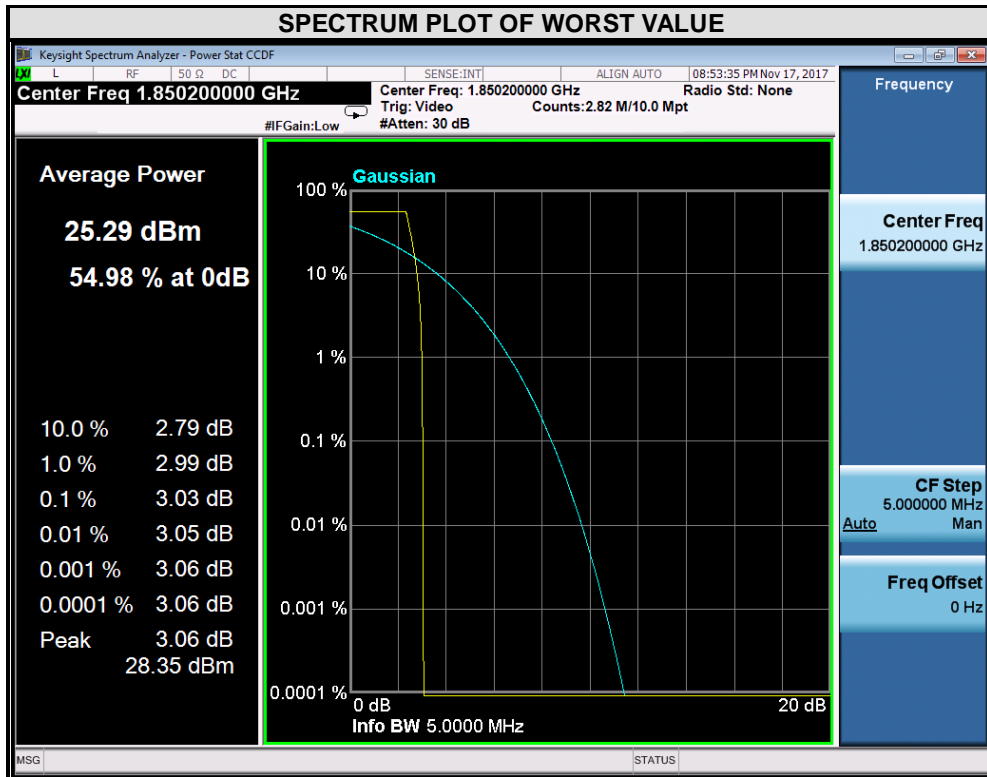 SPECTRUM PLOT OF WORST VALUE
Keysight Spectrum Analyzer - Power Stat CCDF
LXI L RF 50 Ω DC SENSE:INT ALIGN AUTO 08:53:35 PM Nov 17, 2017
Center Freq 1.850200000 GHz
Center Freq: 1.850200000 GHz Radio Std: None
Trig: Video Counts:2.82 M/10.0 Mpt
#IFGain:Low #Atten: 30 dB
Frequency
Average Power
25.29 dBm
54.98 % at 0dB
10.0 % 2.79 dB
1.0 % 2.99 dB
0.1 % 3.03 dB
0.01 % 3.05 dB
0.001 % 3.06 dB
0.0001 % 3.06 dB
Peak 3.06 dB
28.35 dBm
Gaussian
100 %
10 %
1 %
0.1 %
0.01 %
0.001 %
0.0001 %
0 dB 20 dB
Info BW 5.0000 MHz
Center Freq
1.850200000 GHz
CF Step
5.000000 MHz
Auto Man
Freq Offset
0 Hz
MSG STATUS